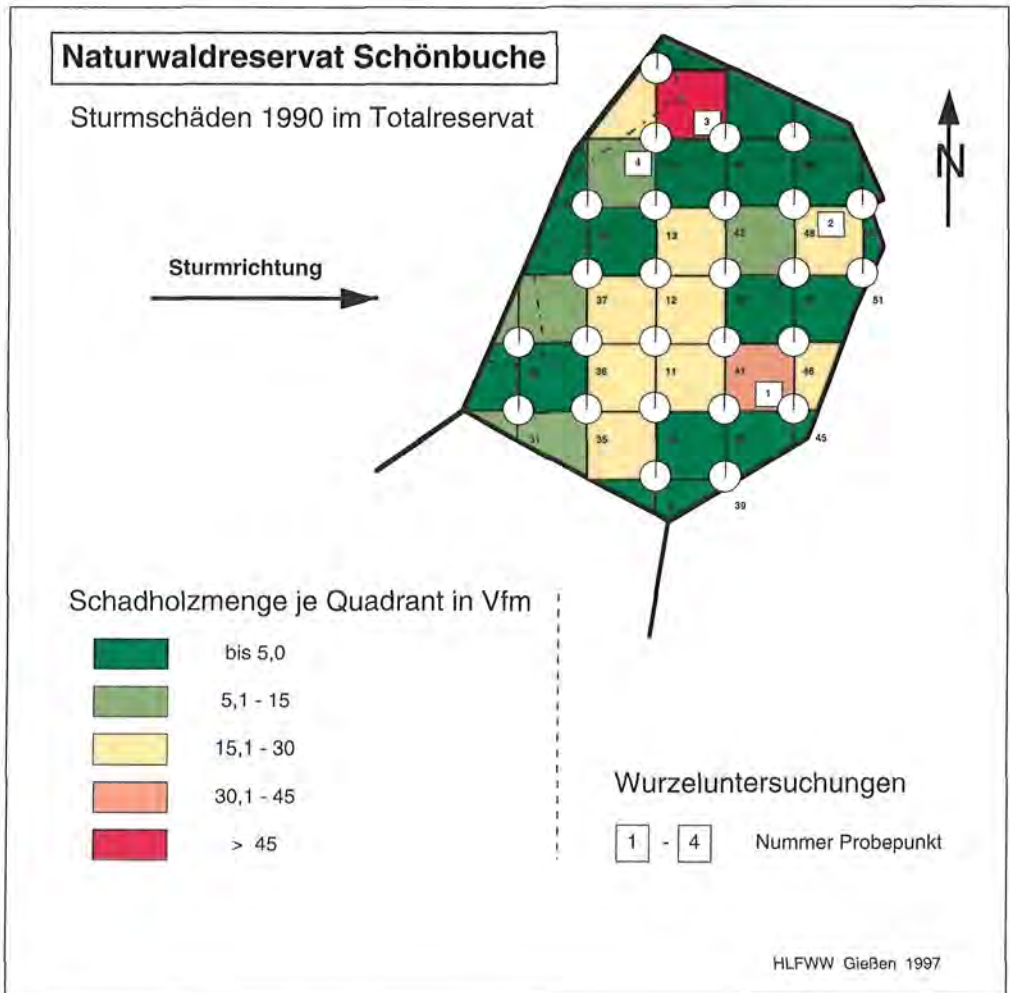 Naturwaldreservat Schönbuche
Sturmschäden 1990 im Totalreservat
N
Sturmrichtung
3
4
2
13
43
48
37
12
51
36
11
41
46
1
31
35
45
39
Schadholzmenge je Quadrant in Vfm
bis 5,0
5,1 - 15
15,1 - 30
30,1 - 45
> 45
Wurzeluntersuchungen
1 - 4 Nummer Probepunkt
HLFWW Gießen 1997